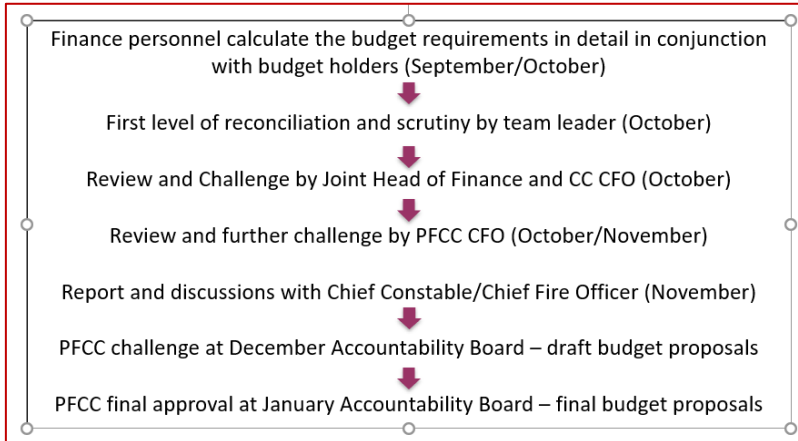 Finance personnel calculate the budget requirements in detail in conjunction
with budget holders (September/October)
First level of reconciliation and scrutiny by team leader (October)
Review and Challenge by Joint Head of Finance and CC CFO (October)
Review and further challenge by PFCC CFO (October/November)
Report and discussions with Chief Constable/Chief Fire Officer (November)
PFCC challenge at December Accountability Board – draft budget proposals
PFCC final approval at January Accountability Board – final budget proposals